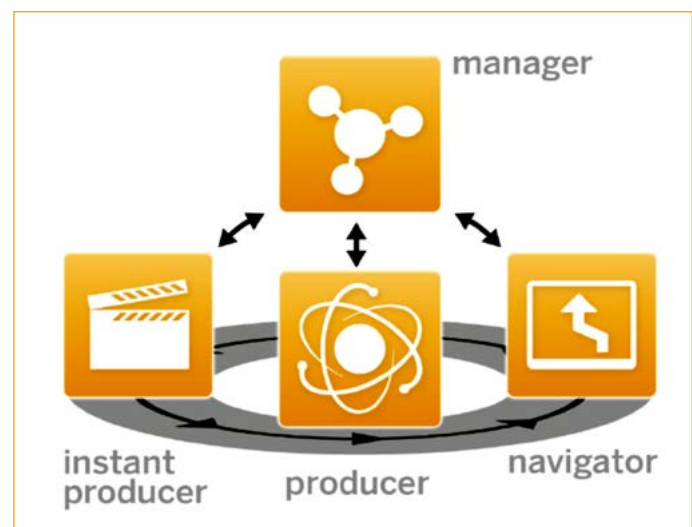 manager
instant
producer
producer
navigator